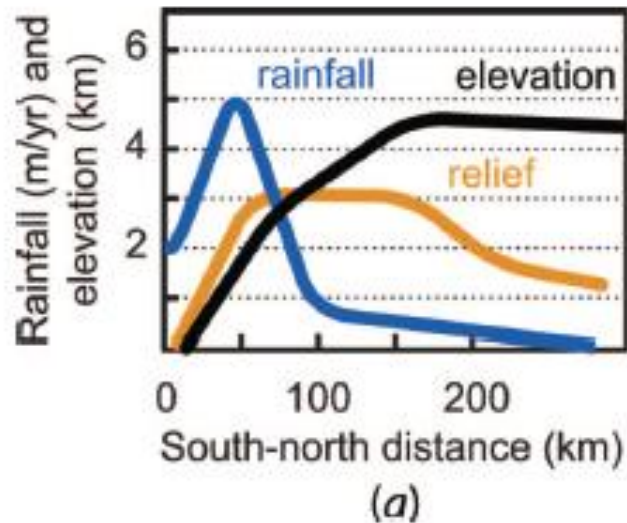 Rainfall (m/yr) and
elevation (km)
6
4
2
rainfall
elevation
relief
0 100 200
South-north distance (km)
(a)